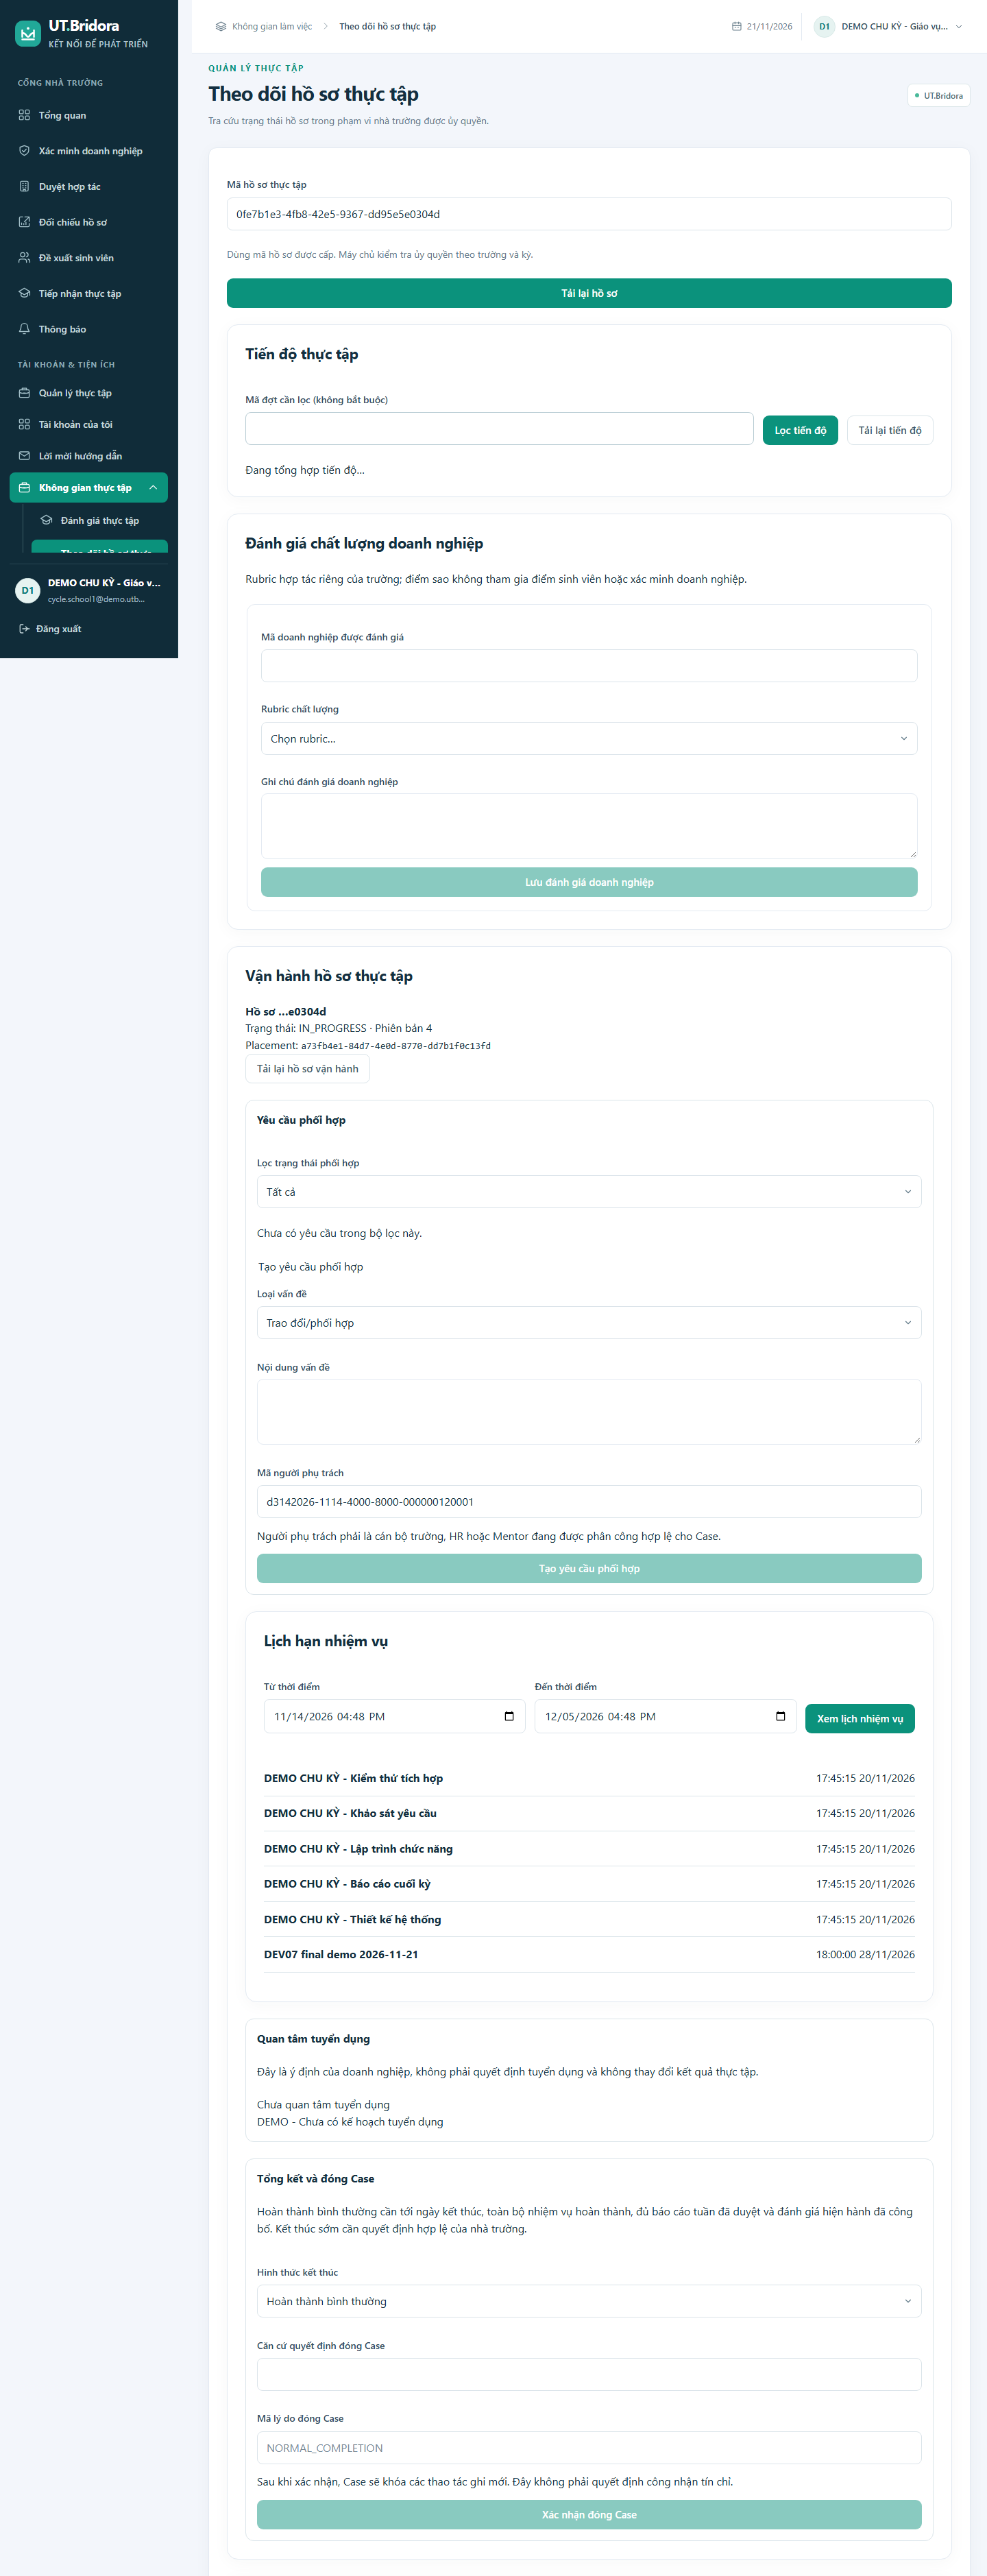 UT.Bridora
KẾT NỐI ĐỂ PHÁT TRIỂN
CỔNG NHÀ TRƯỜNG
Tổng quan
Xác minh doanh nghiệp
Duyệt hợp tác
Đối chiếu hồ sơ
Đề xuất sinh viên
Tiếp nhận thực tập
Thông báo
TÀI KHOẢN & TIỆN ÍCH
Quản lý thực tập
Tài khoản của tôi
Lời mời hướng dẫn
Không gian thực tập
Đánh giá thực tập
Theo dõi hồ sơ thực...
D1
DEMO CHU KỲ - Giáo v...
cycle.school1@demo.utb...
Đăng xuất
Không gian làm việc
Theo dõi hồ sơ thực tập
21/11/2026
D1
DEMO CHU KỲ - Giáo vụ...
QUẢN LÝ THỰC TẬP
Theo dõi hồ sơ thực tập
UT.Bridora
Tra cứu trạng thái hồ sơ trong phạm vi nhà trường được ủy quyền.
Mã hồ sơ thực tập
0fe7b1e3-4fb8-42e5-9367-dd95e5e0304d
Dùng mã hồ sơ được cấp. Máy chủ kiểm tra ủy quyền theo trường và kỳ.
Tải lại hồ sơ
Tiến độ thực tập
Mã đợt cần lọc (không bắt buộc)
Lọc tiến độ
Tải lại tiến độ
Đang tổng hợp tiến độ...
Đánh giá chất lượng doanh nghiệp
Rubric hợp tác riêng của trường; điểm sao không tham gia điểm sinh viên hoặc xác minh doanh nghiệp.
Mã doanh nghiệp được đánh giá
Rubric chất lượng
Chọn rubric...
Ghi chú đánh giá doanh nghiệp
Lưu đánh giá doanh nghiệp
Vận hành hồ sơ thực tập
Hồ sơ ...e0304d
Trạng thái: IN_PROGRESS · Phiên bản 4
Placement: a73fb4e1-84d7-4e0d-8770-dd7b1f0c13fd
Tải lại hồ sơ vận hành
Yêu cầu phối hợp
Lọc trạng thái phối hợp
Tất cả
Chưa có yêu cầu trong bộ lọc này.
Tạo yêu cầu phối hợp
Loại vấn đề
Trao đổi/phối hợp
Nội dung vấn đề
Mã người phụ trách
d3142026-1114-4000-8000-000000120001
Người phụ trách phải là cán bộ trường, HR hoặc Mentor đang được phân công hợp lệ cho Case.
Tạo yêu cầu phối hợp
Lịch hạn nhiệm vụ
Từ thời điểm
Đến thời điểm
11/14/2026 04:48 PM
12/05/2026 04:48 PM
Xem lịch nhiệm vụ
DEMO CHU KỲ - Kiểm thử tích hợp 17:45:15 20/11/2026
DEMO CHU KỲ - Khảo sát yêu cầu 17:45:15 20/11/2026
DEMO CHU KỲ - Lập trình chức năng 17:45:15 20/11/2026
DEMO CHU KỲ - Báo cáo cuối kỳ 17:45:15 20/11/2026
DEMO CHU KỲ - Thiết kế hệ thống 17:45:15 20/11/2026
DEV07 final demo 2026-11-21 18:00:00 28/11/2026
Quan tâm tuyển dụng
Đây là ý định của doanh nghiệp, không phải quyết định tuyển dụng và không thay đổi kết quả thực tập.
Chưa quan tâm tuyển dụng
DEMO - Chưa có kế hoạch tuyển dụng
Tổng kết và đóng Case
Hoàn thành bình thường cần tới ngày kết thúc, toàn bộ nhiệm vụ hoàn thành, đủ báo cáo tuần đã duyệt và đánh giá hiện hành đã công
bố. Kết thúc sớm cần quyết định hợp lệ của nhà trường.
Hình thức kết thúc
Hoàn thành bình thường
Căn cứ quyết định đóng Case
Mã lý do đóng Case
NORMAL_COMPLETION
Sau khi xác nhận, Case sẽ khóa các thao tác ghi mới. Đây không phải quyết định công nhận tín chỉ.
Xác nhận đóng Case